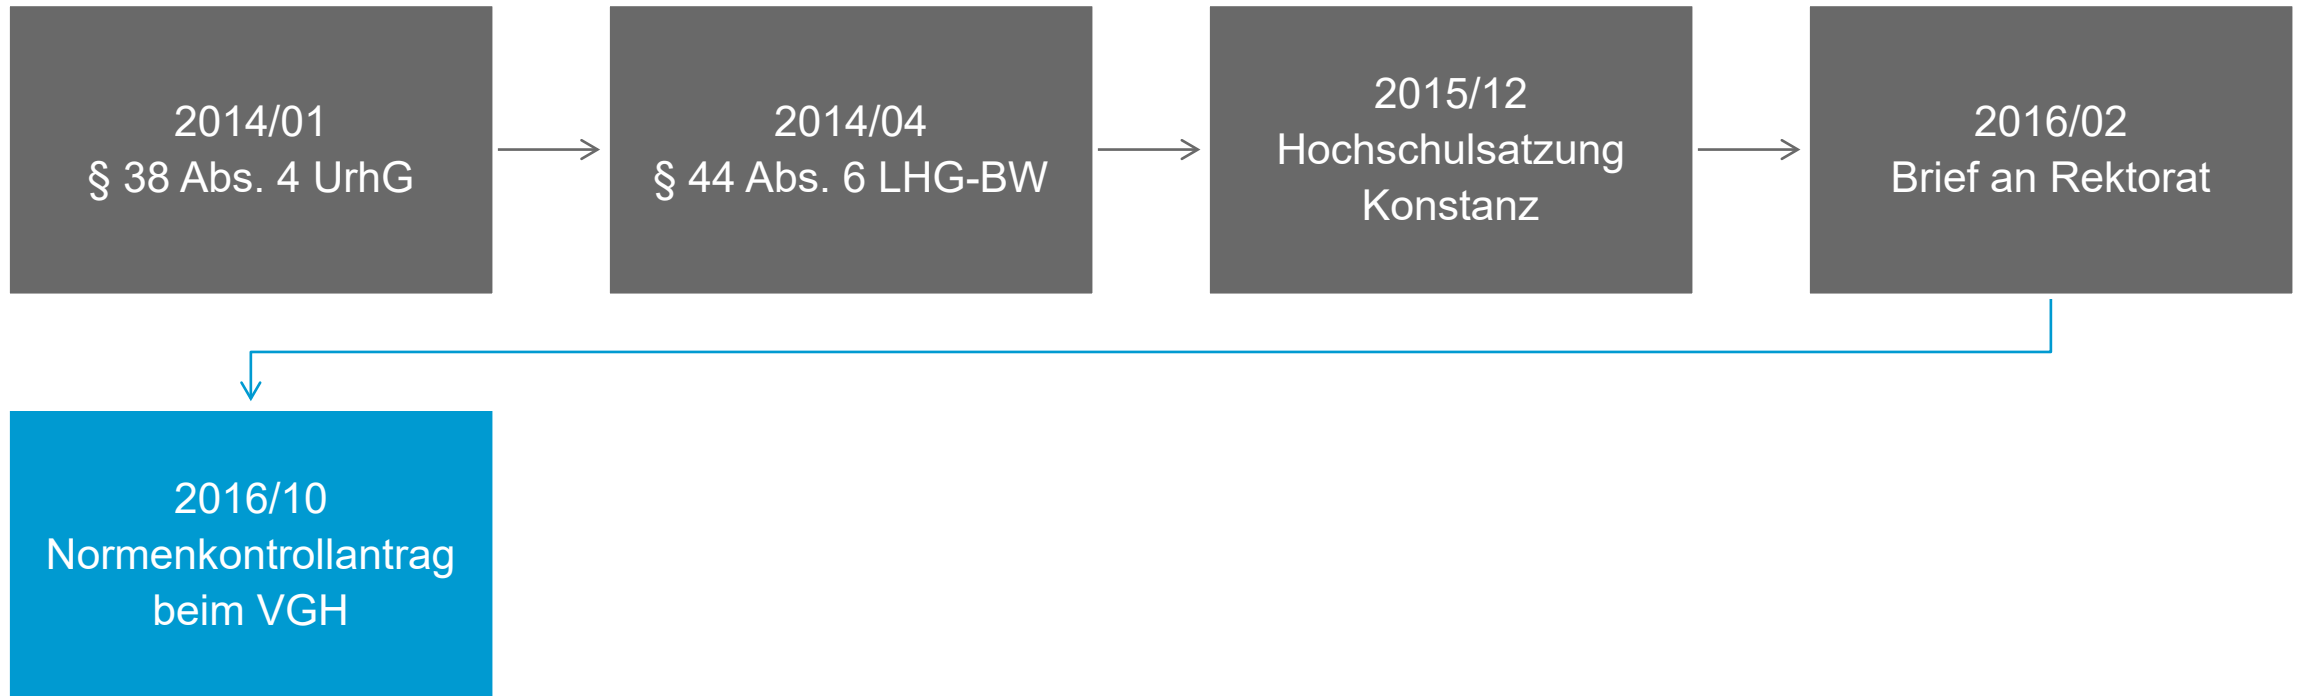 2014/01
§ 38 Abs. 4 UrhG
2014/04
§ 44 Abs. 6 LHG-BW
2015/12
Hochschulsatzung
Konstanz
2016/02
Brief an Rektorat
2016/10
Normenkontrollantrag
beim VGH